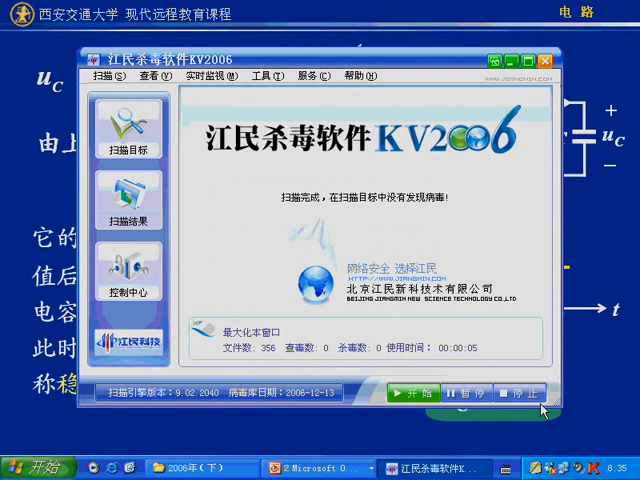 西安交通大学 现代远程教育课程
电 路
江民杀毒软件KV2006
扫描(S) 查看(V) 实时监视(M) 工具(T) 服务(C) 帮助(H)
www.jiangmin.com
u_C
+
u_C
−
由上
江民杀毒软件KV2006
扫描目标
扫描完成，在扫描目标中没有发现病毒!
扫描结果
它的
值后
电容
此时
称稳
t
网络安全 选择江民
HTTP://WWW.JIANGMIN.COM
北京江民新科技技术有限公司
BEIJING JIANGMIN NEW SCIENCE TECHNOLOGY CO.,LTD
控制中心
江民科技
最大化本窗口
文件数: 356 查毒数: 0 杀毒数: 0 使用时间: 00:00:05
扫描引擎版本：9.02.2040 病毒库日期：2006-12-13
开 始 暂 停 停 止
开始
2006年（下）
2 Microsoft O...
江民杀毒软件K...
8:35